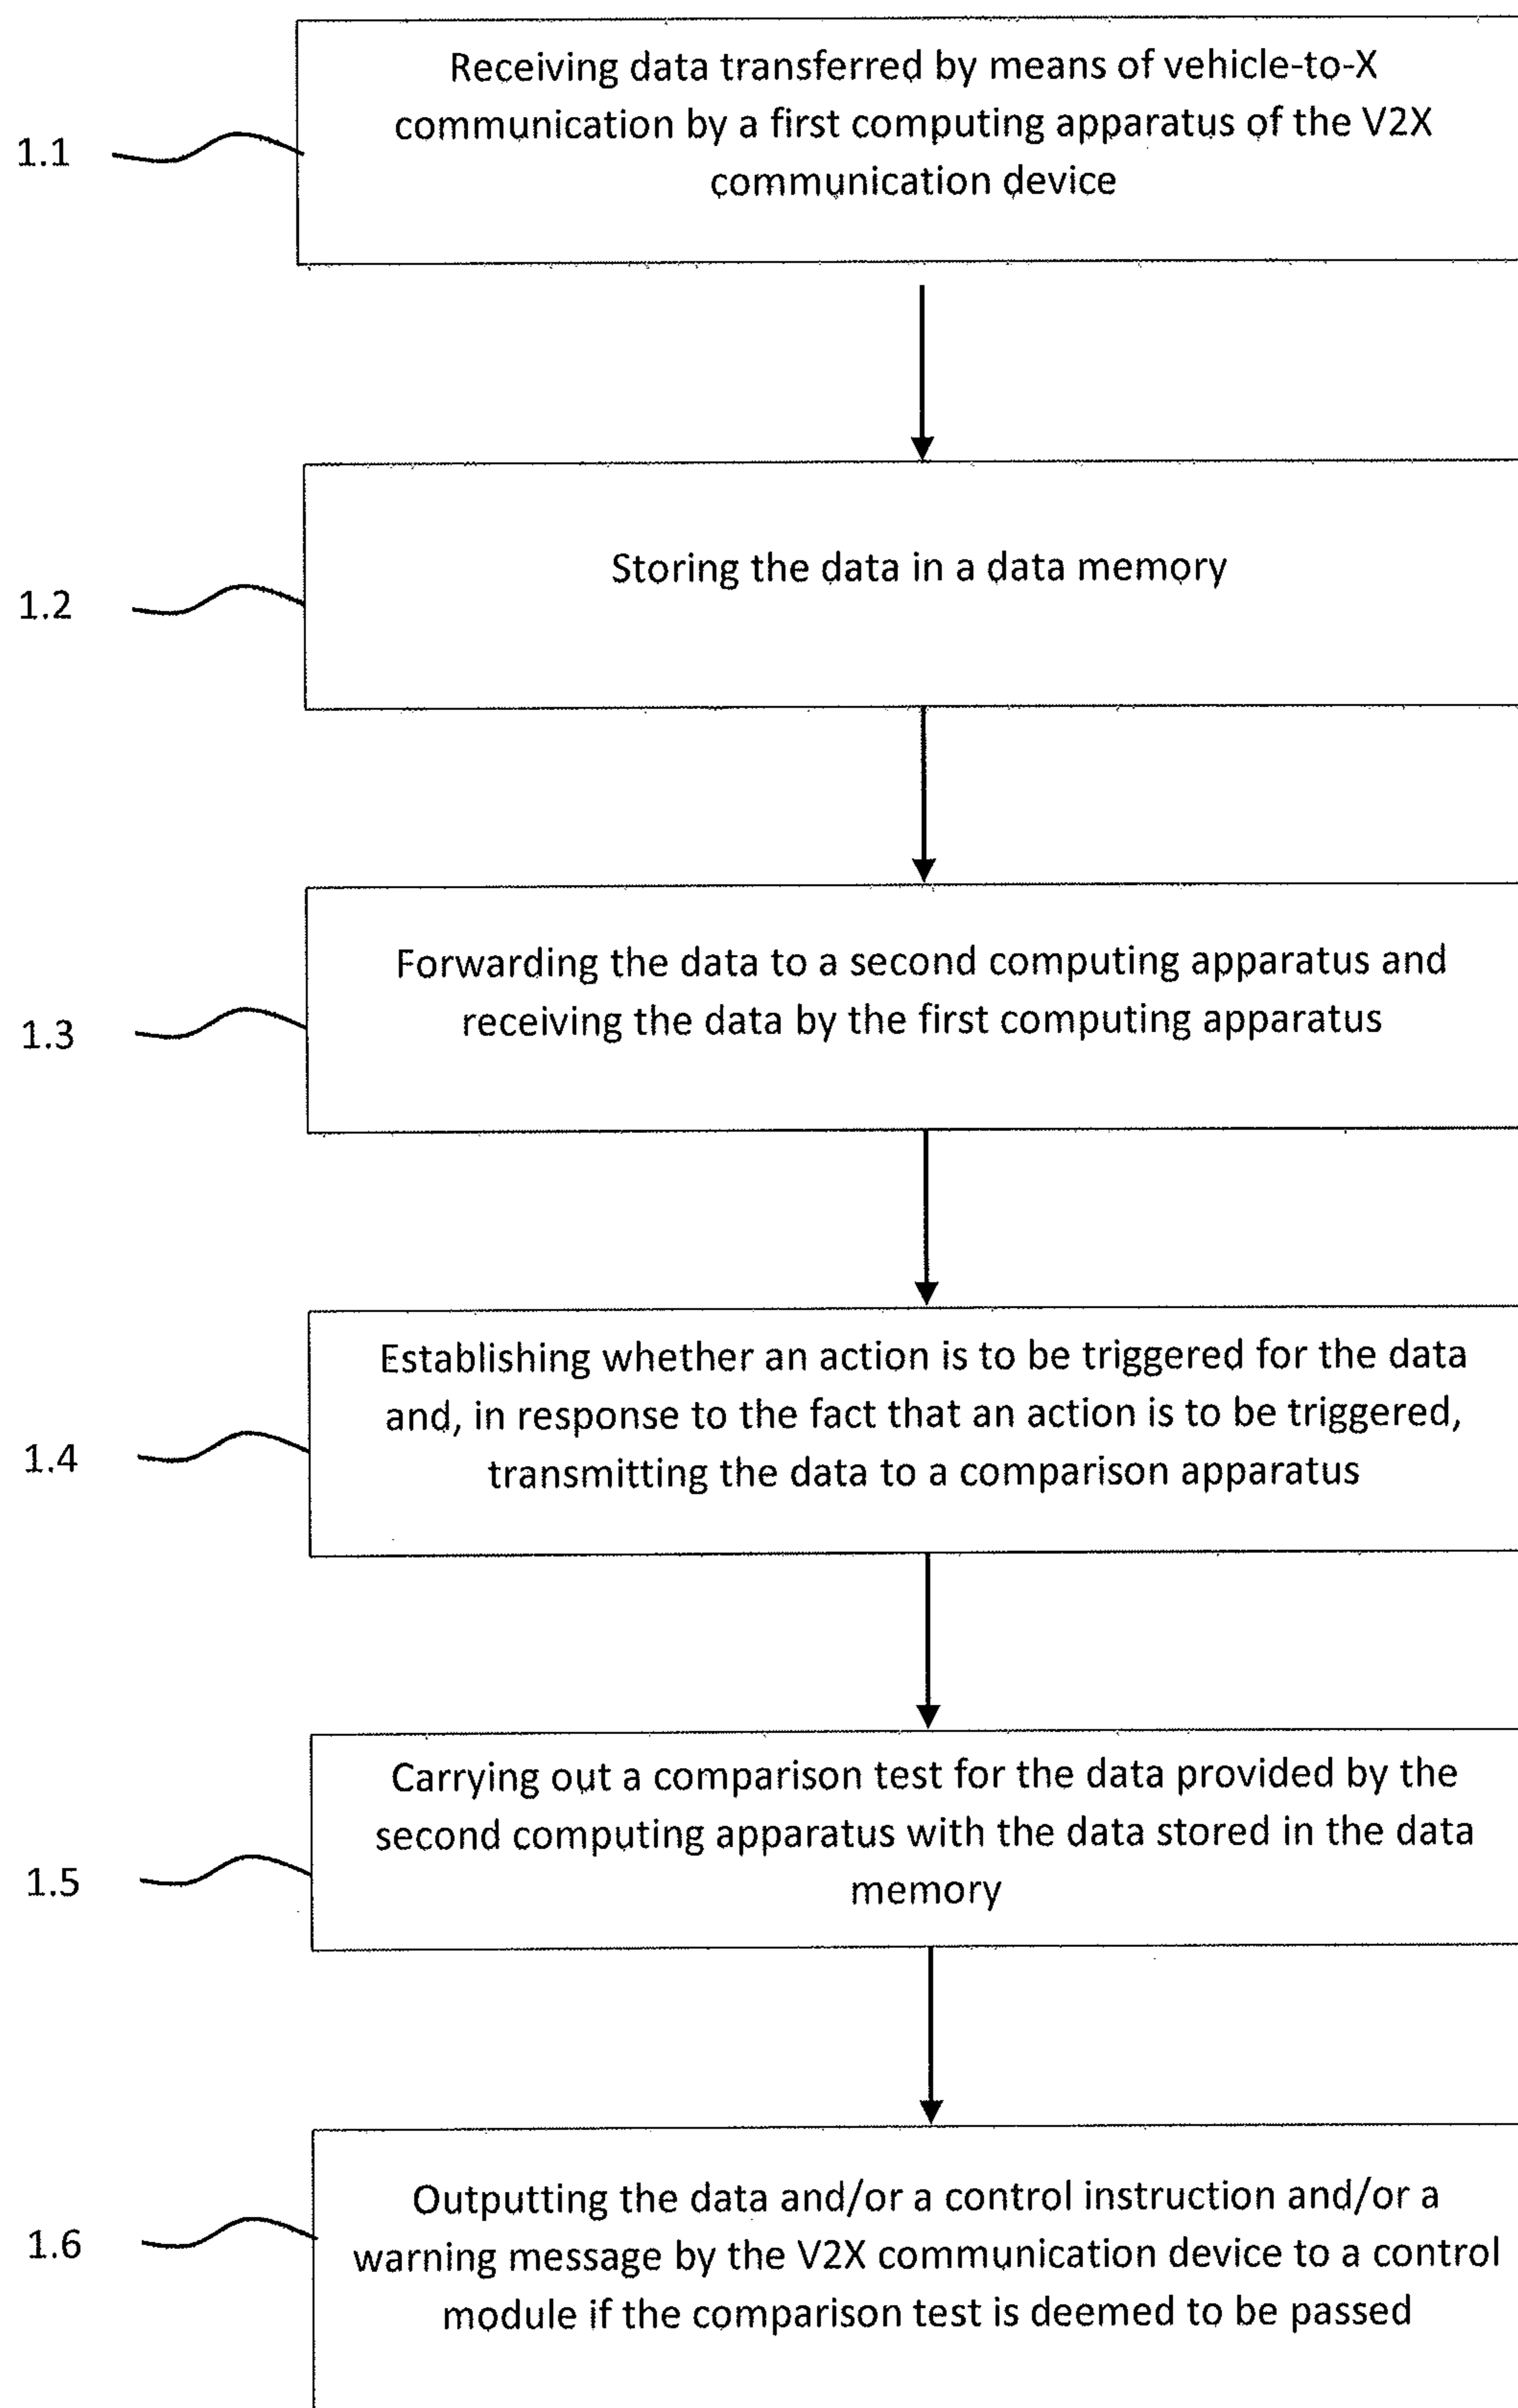 Receiving data transferred by means of vehicle-to-X
communication by a first computing apparatus of the V2X
communication device
1.1
Storing the data in a data memory
1.2
Forwarding the data to a second computing apparatus and
receiving the data by the first computing apparatus
1.3
Establishing whether an action is to be triggered for the data
and, in response to the fact that an action is to be triggered,
transmitting the data to a comparison apparatus
1.4
Carrying out a comparison test for the data provided by the
second computing apparatus with the data stored in the data
memory
1.5
Outputting the data and/or a control instruction and/or a
warning message by the V2X communication device to a control
module if the comparison test is deemed to be passed
1.6